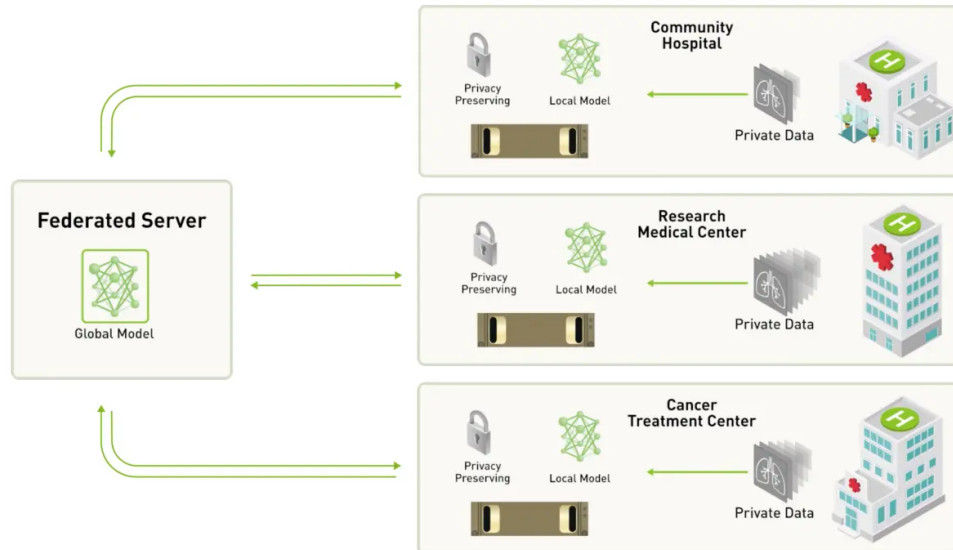 Community
Hospital
Privacy
Preserving
Local Model
Private Data
H
Federated Server
Global Model
Research
Medical Center
Privacy
Preserving
Local Model
Private Data
H
Cancer
Treatment Center
Privacy
Preserving
Local Model
Private Data
H